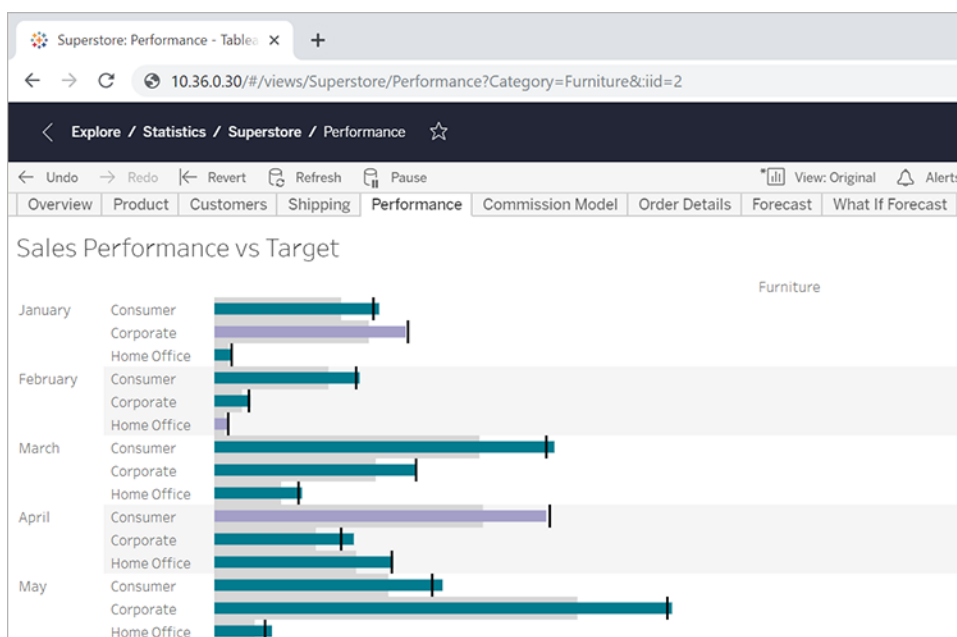 Superstore: Performance - Tablea
10.36.0.30/#/views/Superstore/Performance?Category=Furniture&:iid=2
Explore / Statistics / Superstore / Performance
Undo Redo Revert Refresh Pause View: Original Alerts
Overview Product Customers Shipping Performance Commission Model Order Details Forecast What If Forecast
Sales Performance vs Target
Furniture
January Consumer
Corporate
Home Office
February Consumer
Corporate
Home Office
March Consumer
Corporate
Home Office
April Consumer
Corporate
Home Office
May Consumer
Corporate
Home Office